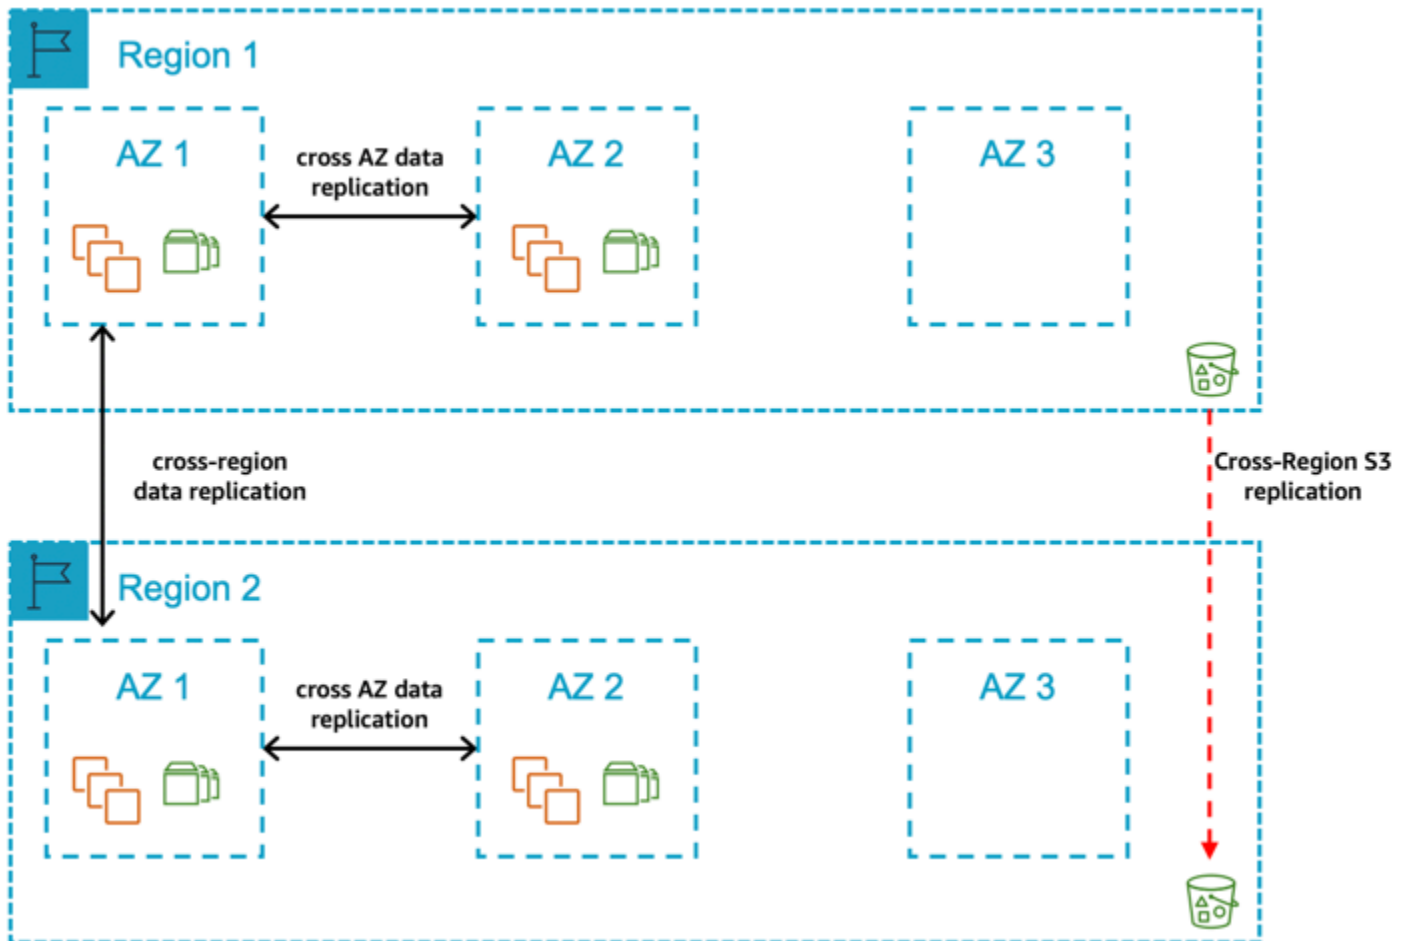 Region 1
AZ 1
cross AZ data
replication
AZ 2
AZ 3
cross-region
data replication
Cross-Region S3
replication
Region 2
AZ 1
cross AZ data
replication
AZ 2
AZ 3